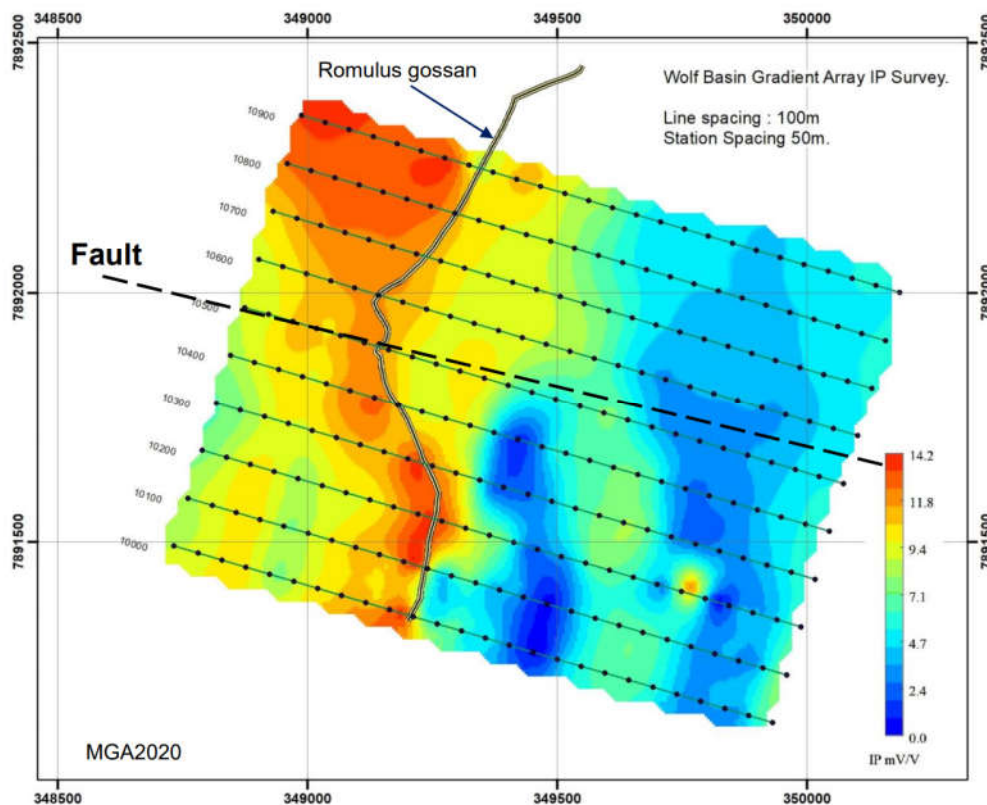 348500 349000 349500 350000
7892500 7892500
Romulus gossan
Wolf Basin Gradient Array IP Survey.
Line spacing : 100m
Station Spacing 50m.
10900
10800
10700
10600
Fault
7892000 7892000
10500
10400
10300
10200
10100
10000
7891500 7891500
14.2
11.8
9.4
7.1
4.7
2.4
0.0
IP mV/V
MGA2020
348500 349000 349500 350000